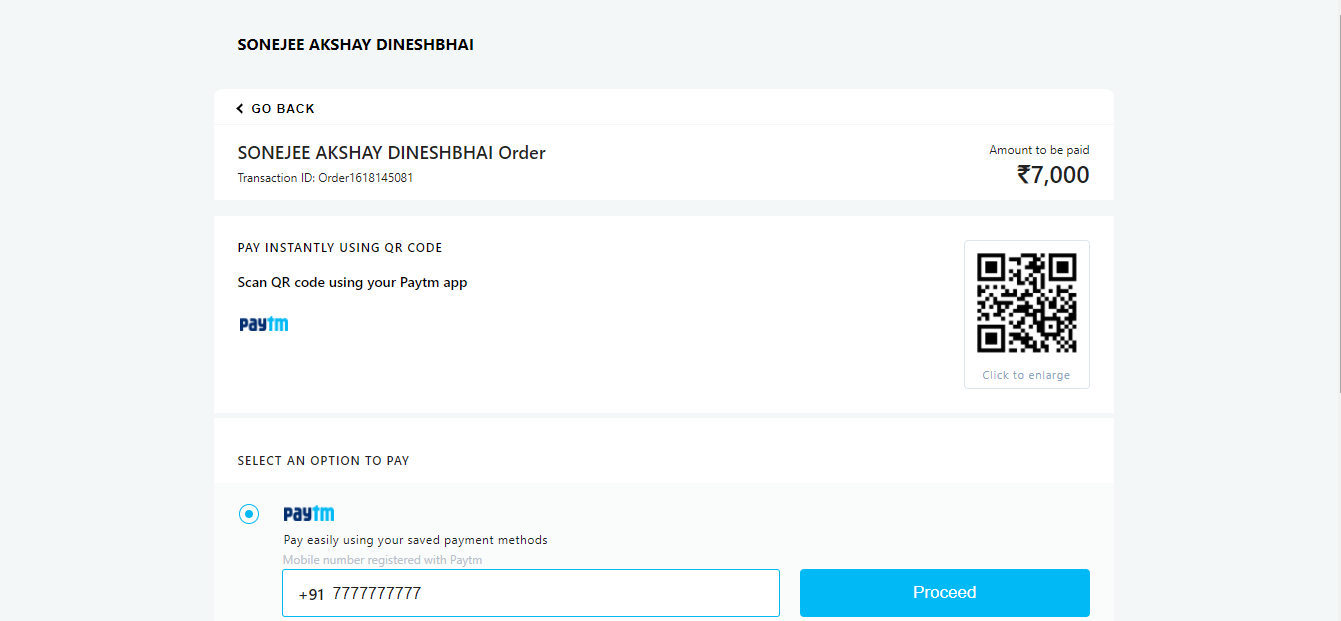 SONEJEE AKSHAY DINESHBHAI
GO BACK
SONEJEE AKSHAY DINESHBHAI Order
Transaction ID: Order1618145081
Amount to be paid
₹7,000
PAY INSTANTLY USING QR CODE
Scan QR code using your Paytm app
paytm
Click to enlarge
SELECT AN OPTION TO PAY
paytm
Pay easily using your saved payment methods
Mobile number registered with Paytm
+91 7777777777
Proceed